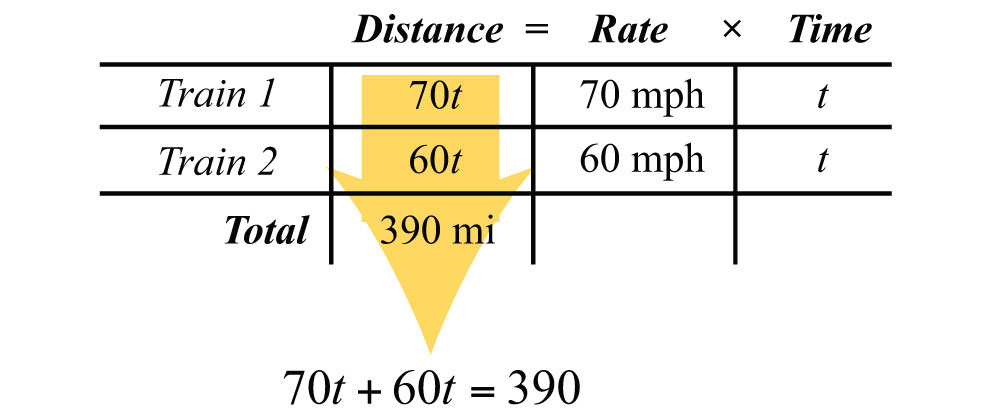 Distance = Rate × Time
Train 1 70t 70 mph t
Train 2 60t 60 mph t
Total 390 mi
70t + 60t = 390